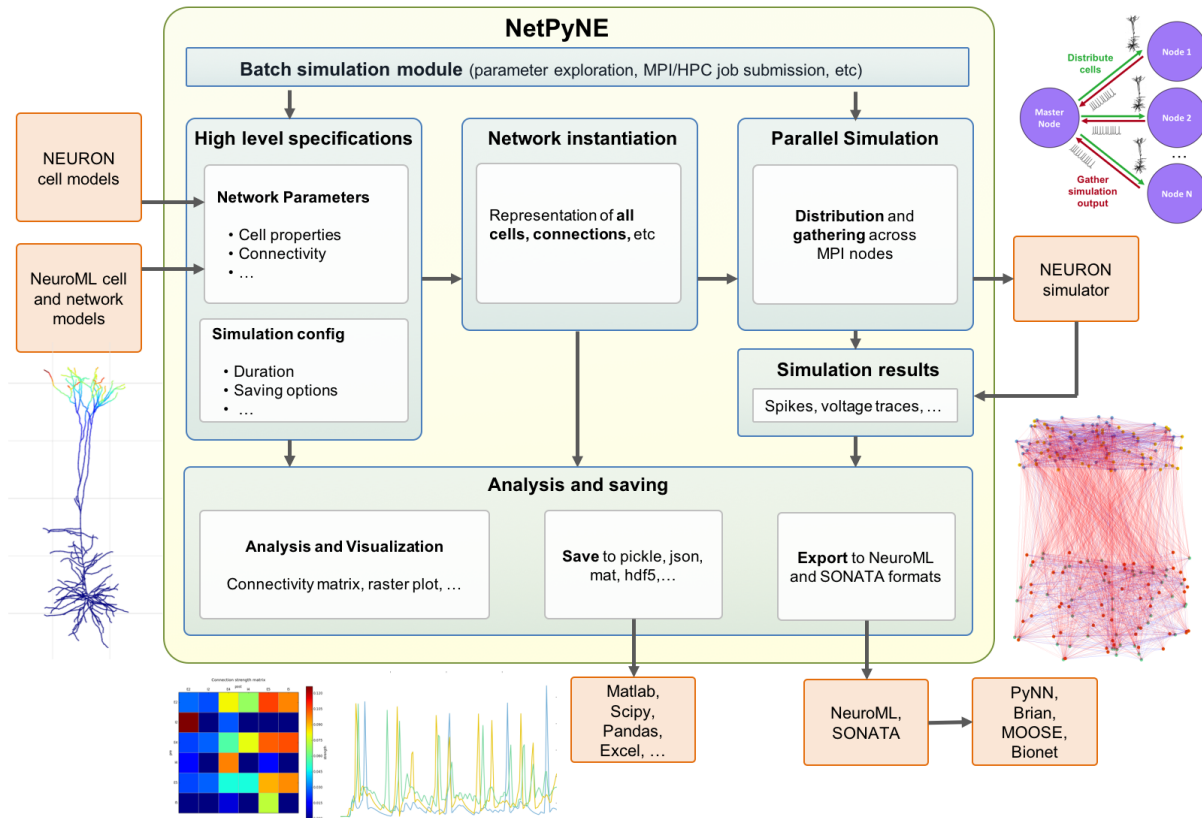 NetPyNE
Batch simulation module (parameter exploration, MPI/HPC job submission, etc)
NEURON
cell models
NeuroML cell
and network
models
High level specifications
Network Parameters
• Cell properties
• Connectivity
• …
Simulation config
• Duration
• Saving options
• …
Network instantiation
Representation of all
cells, connections, etc
Parallel Simulation
Distribution and
gathering across
MPI nodes
Simulation results
Spikes, voltage traces, …
NEURON
simulator
Master
Node
Distribute
cells
Gather
simulation
output
Node 1
Node 2
…
Node N
Analysis and saving
Analysis and Visualization
Connectivity matrix, raster plot, …
Save to pickle, json,
mat, hdf5,…
Export to NeuroML
and SONATA formats
Connection strength matrix
Matlab,
Scipy,
Pandas,
Excel, …
NeuroML,
SONATA
PyNN,
Brian,
MOOSE,
Bionet